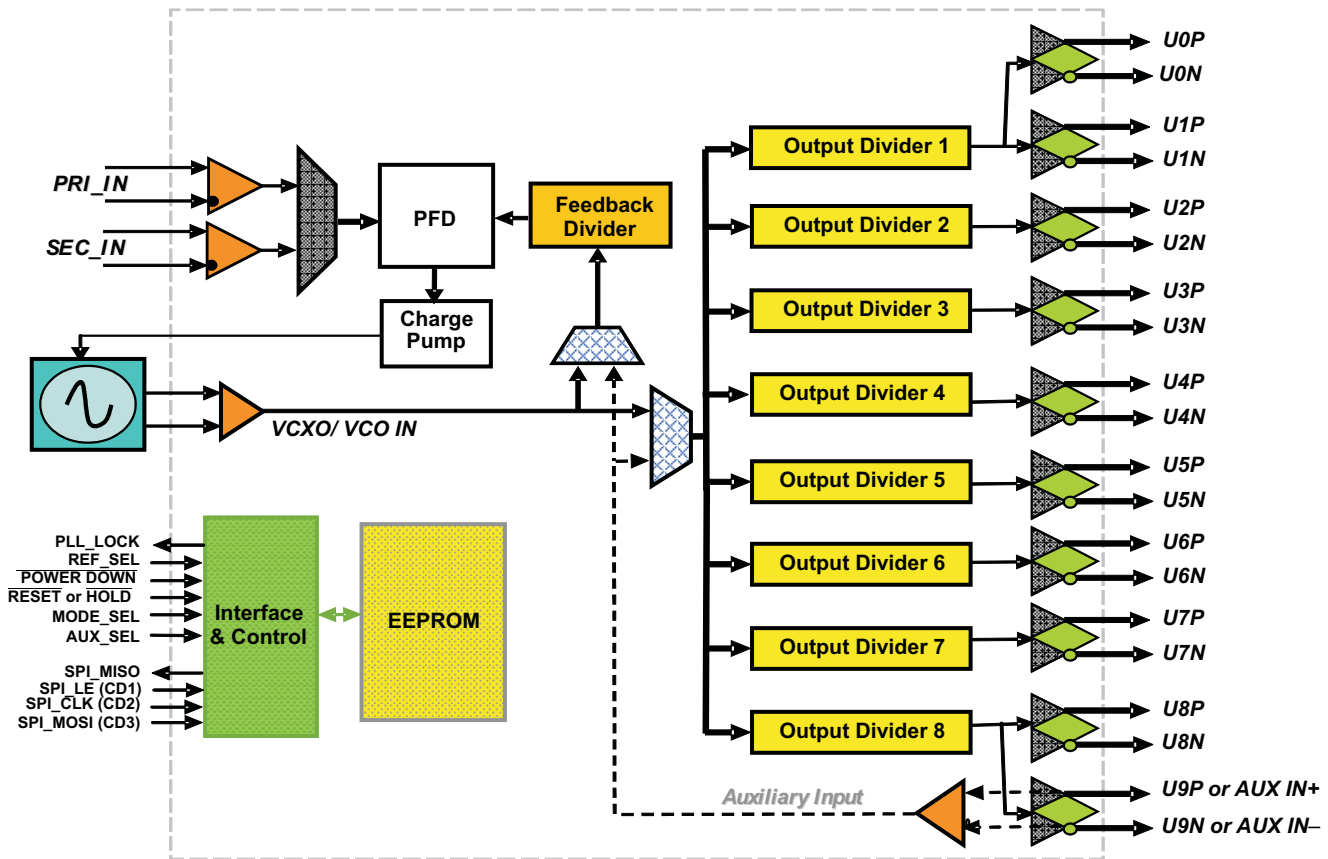 U0P
U0N
U1P
U1N
U2P
U2N
U3P
U3N
U4P
U4N
U5P
U5N
U6P
U6N
U7P
U7N
U8P
U8N
U9P or AUX IN+
U9N or AUX IN–
Output Divider 1
Output Divider 2
Output Divider 3
Output Divider 4
Output Divider 5
Output Divider 6
Output Divider 7
Output Divider 8
PRI_IN
SEC_IN
PFD
Feedback
Divider
Charge
Pump
VCXO/ VCO IN
PLL_LOCK
REF_SEL
POWER DOWN
RESET or HOLD
MODE_SEL
AUX_SEL
SPI_MISO
SPI_LE (CD1)
SPI_CLK (CD2)
SPI_MOSI (CD3)
Interface
& Control
EEPROM
Auxiliary Input